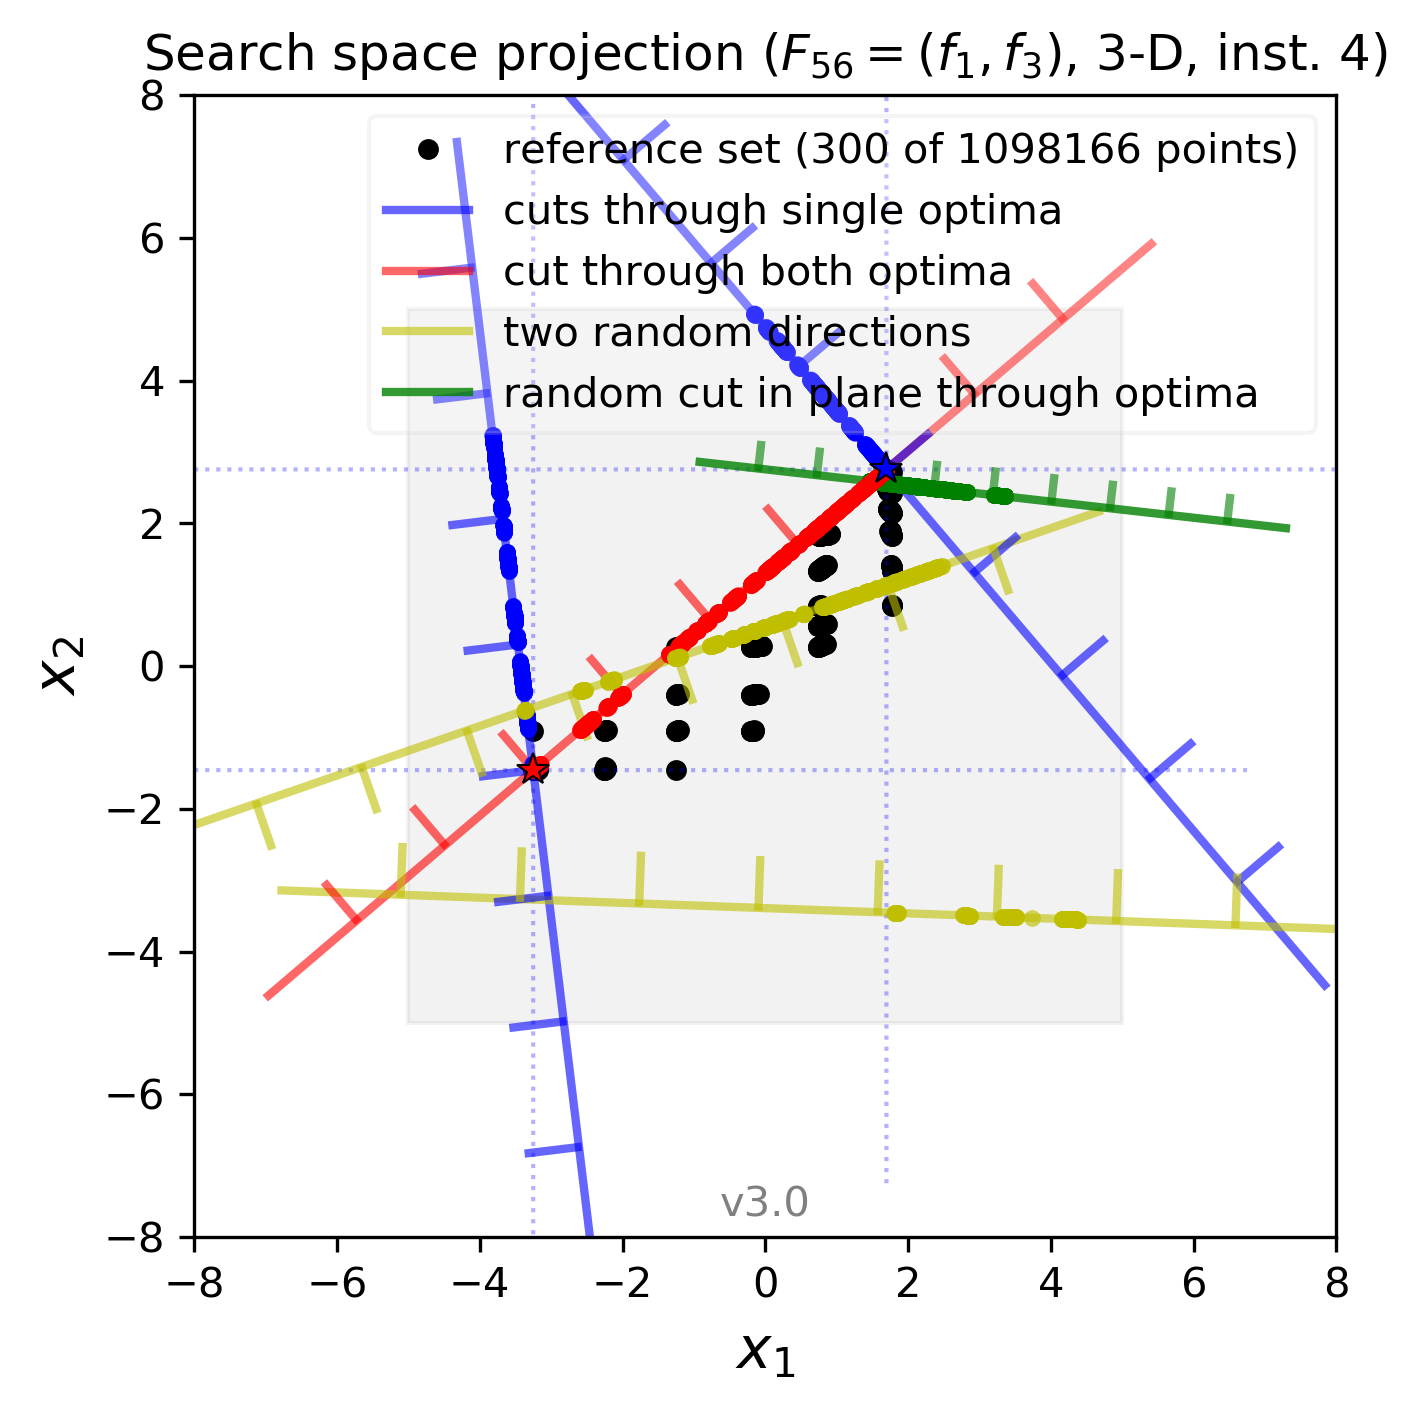 Search space projection (F₅₆ = (f₁, f₃), 3-D, inst. 4)
reference set (300 of 1098166 points)
cuts through single optima
cut through both optima
two random directions
random cut in plane through optima
8
6
4
2
0
−2
−4
−6
−8
x₂
v3.0
−8 −6 −4 −2 0 2 4 6 8
x₁